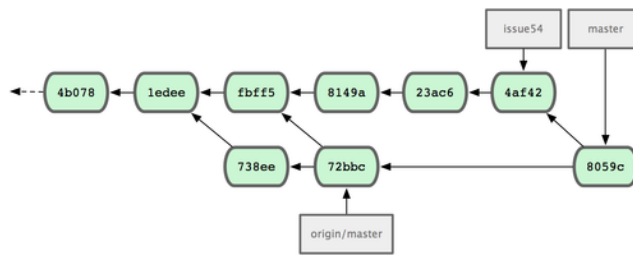 issue54
master
4b078
1edee
fbff5
8149a
23ac6
4af42
738ee
72bbc
8059c
origin/master